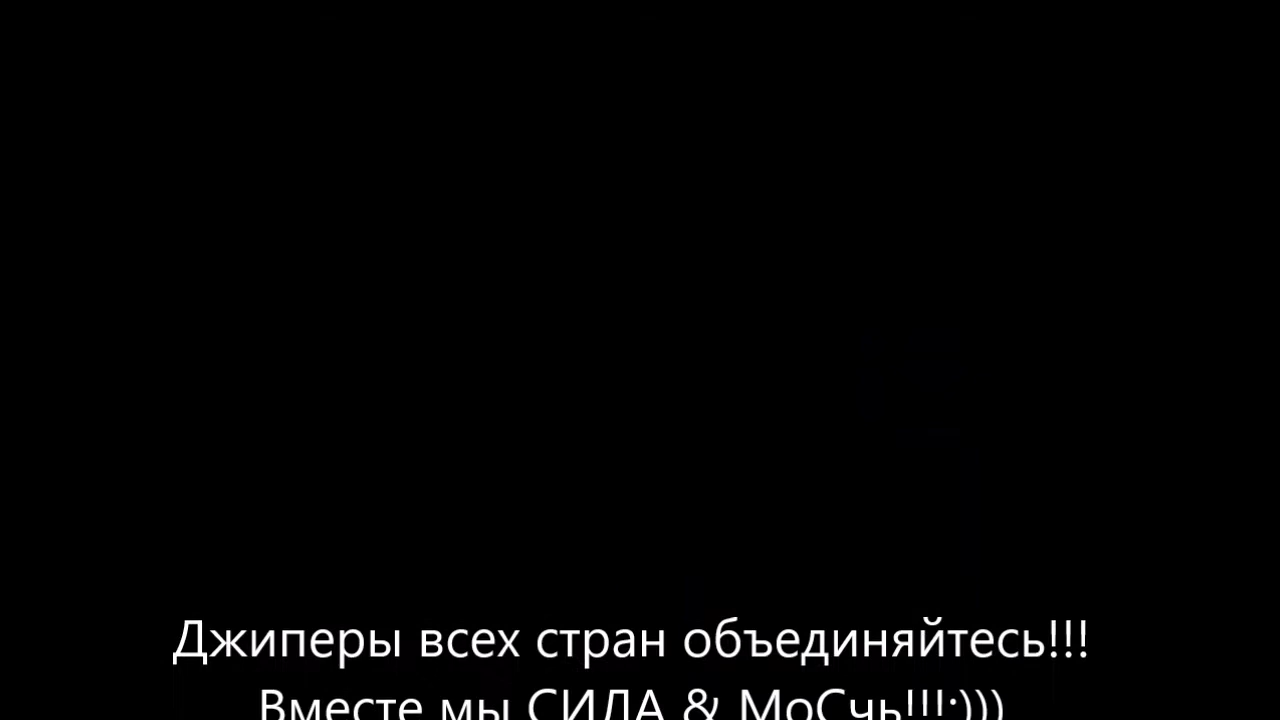 Джиперы всех стран объединяйтесь!!!
Вместе мы СИЛА & МоСчь!!!:)))